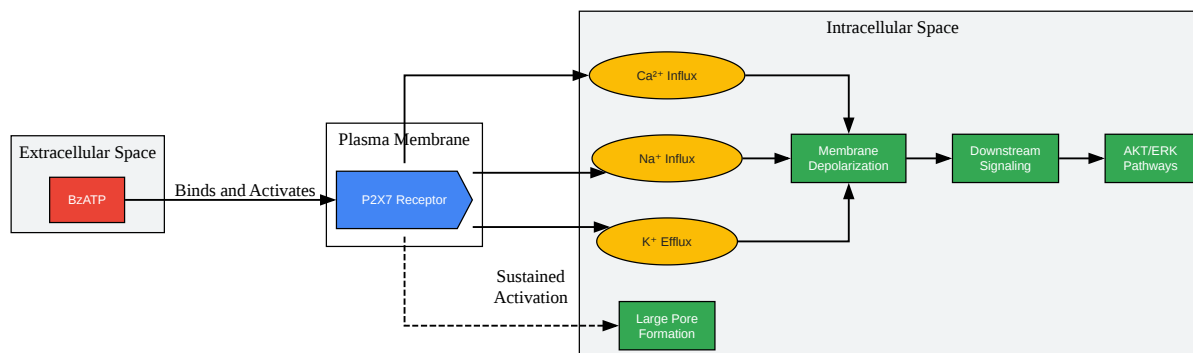 Intracellular Space
Ca²⁺ Influx
Plasma Membrane
Extracellular Space
Na⁺ Influx
Membrane
Depolarization
Downstream
Signaling
AKT/ERK
Pathways
BzATP
Binds and Activates
P2X7 Receptor
K⁺ Efflux
Sustained
Activation
Large Pore
Formation